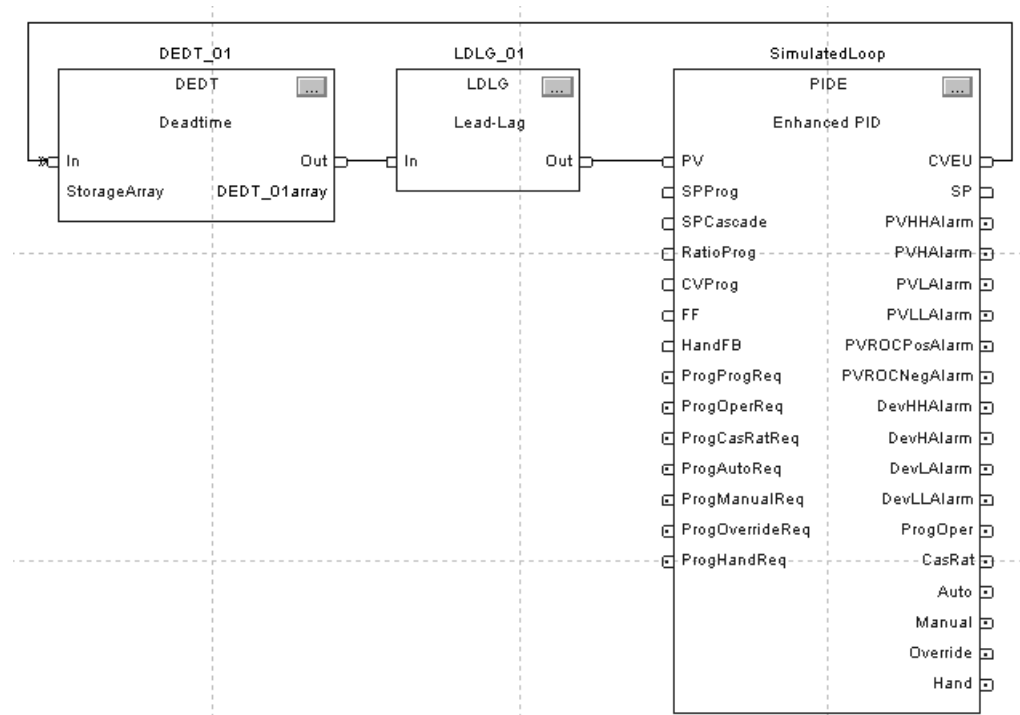 DEDT_01
DEDT
...
Deadtime
In
Out
StorageArray
DEDT_01array
LDLG_01
LDLG
...
Lead-Lag
In
Out
SimulatedLoop
PIDE
...
Enhanced PID
PV
CVEU
SPProg
SP
SPCascade
PVHHAlarm
RatioProg
PVHAlarm
CVProg
PVLAlarm
FF
PVLLAlarm
HandFB
PVROCPosAlarm
ProgProgReq
PVROCNegAlarm
ProgOperReq
DevHHAlarm
ProgCasRatReq
DevHAlarm
ProgAutoReq
DevLAlarm
ProgManualReq
DevLLAlarm
ProgOverrideReq
ProgOper
ProgHandReq
CasRat
Auto
Manual
Override
Hand